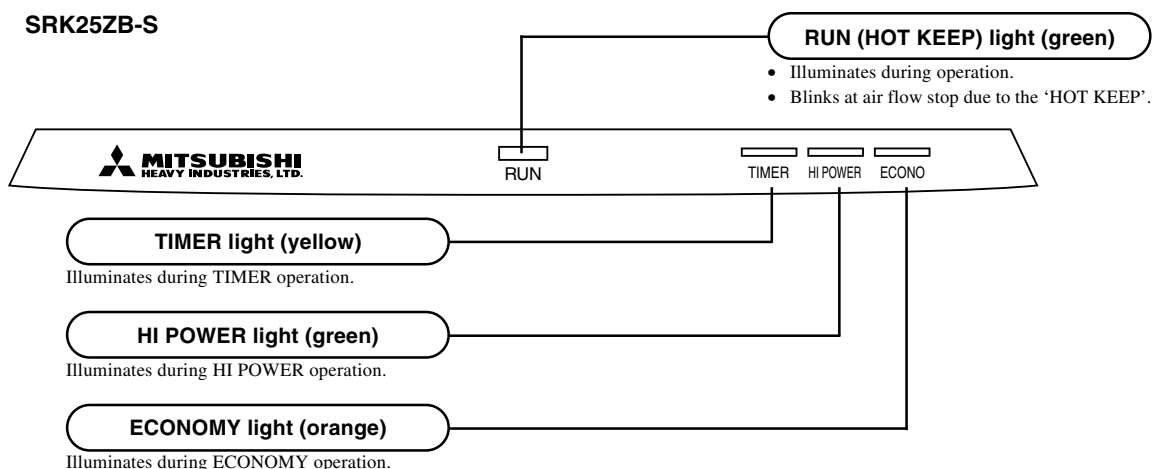 SRK25ZB-S
RUN (HOT KEEP) light (green)
• Illuminates during operation.
• Blinks at air flow stop due to the ‘HOT KEEP’.
MITSUBISHI
HEAVY INDUSTRIES, LTD.
RUN
TIMER HI POWER ECONO
TIMER light (yellow)
Illuminates during TIMER operation.
HI POWER light (green)
Illuminates during HI POWER operation.
ECONOMY light (orange)
Illuminates during ECONOMY operation.